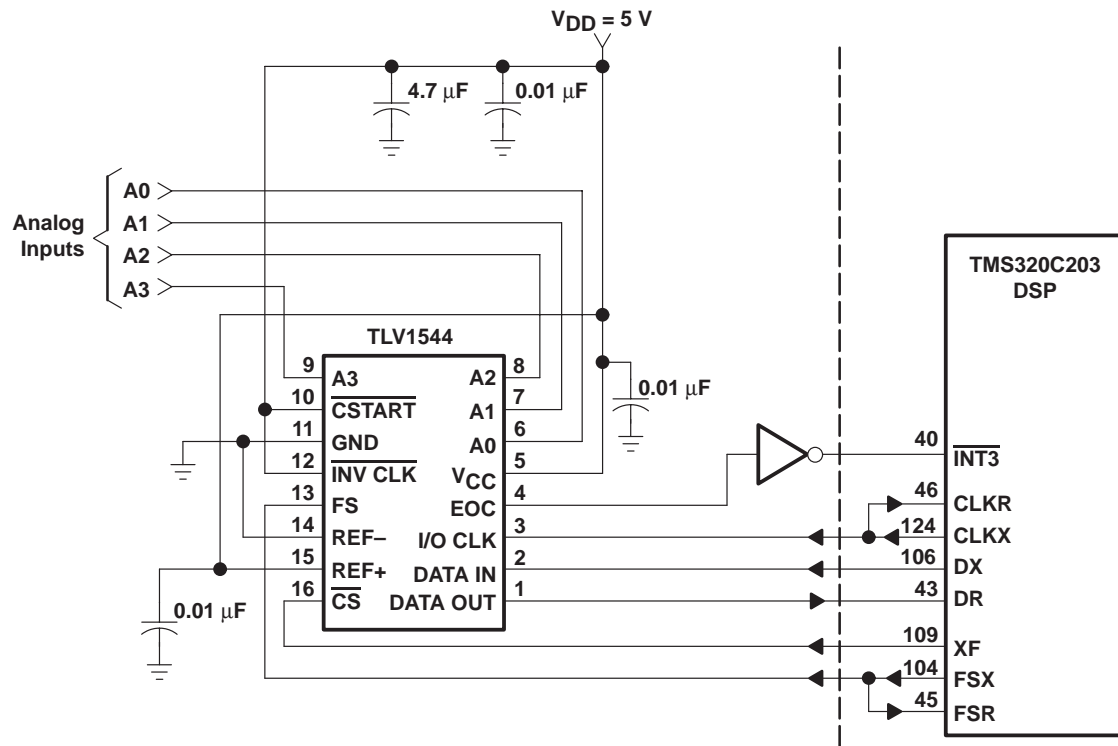 VDD = 5 V
4.7 μF
0.01 μF
A0
A1
A2
A3
Analog
Inputs
TMS320C203
DSP
TLV1544
9
A3
A2
8
0.01 μF
10
CSTART
A1
7
11
GND
A0
6
12
INV CLK
VCC
5
13
FS
EOC
4
14
REF–
I/O CLK
3
15
REF+
DATA IN
2
16
CS
DATA OUT
1
0.01 μF
40
INT3
46
CLKR
124
CLKX
106
DX
43
DR
109
XF
104
FSX
45
FSR